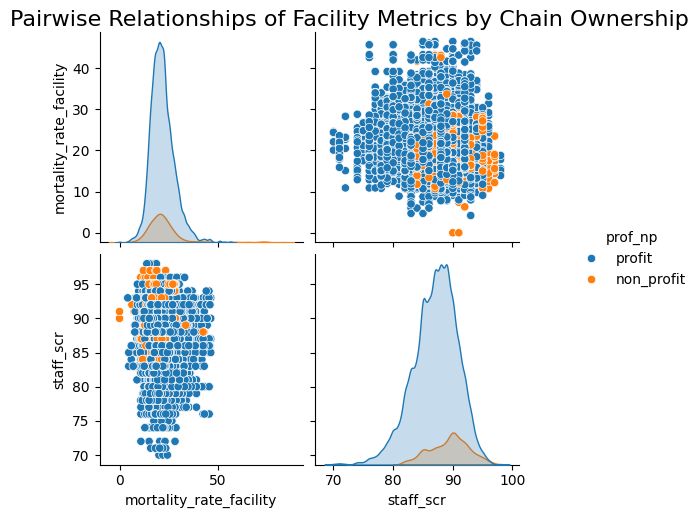 Pairwise Relationships of Facility Metrics by Chain Ownership
mortality_rate_facility
40
30
20
10
0
prof_np
profit
non_profit
staff_scr
95
90
85
80
75
70
0
50
mortality_rate_facility
70
80
90
100
staff_scr